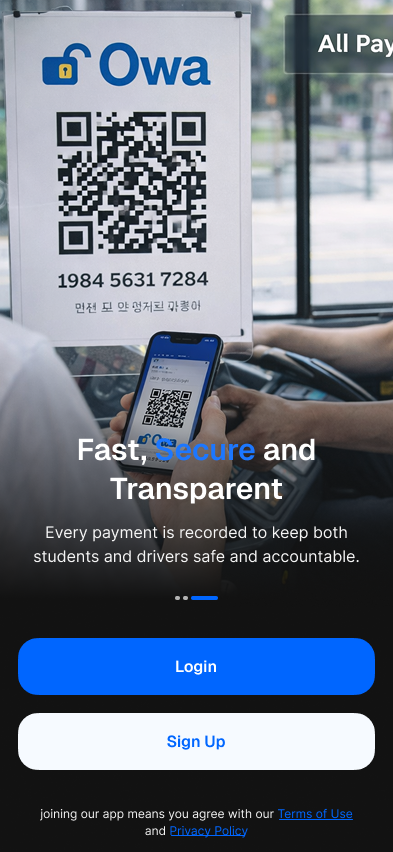 Owa
All Pay
1984 5631 7284
Owa
Fast, Secure and
Transparent
Every payment is recorded to keep both
students and drivers safe and accountable.
Login
Sign Up
joining our app means you agree with our Terms of Use
and Privacy Policy